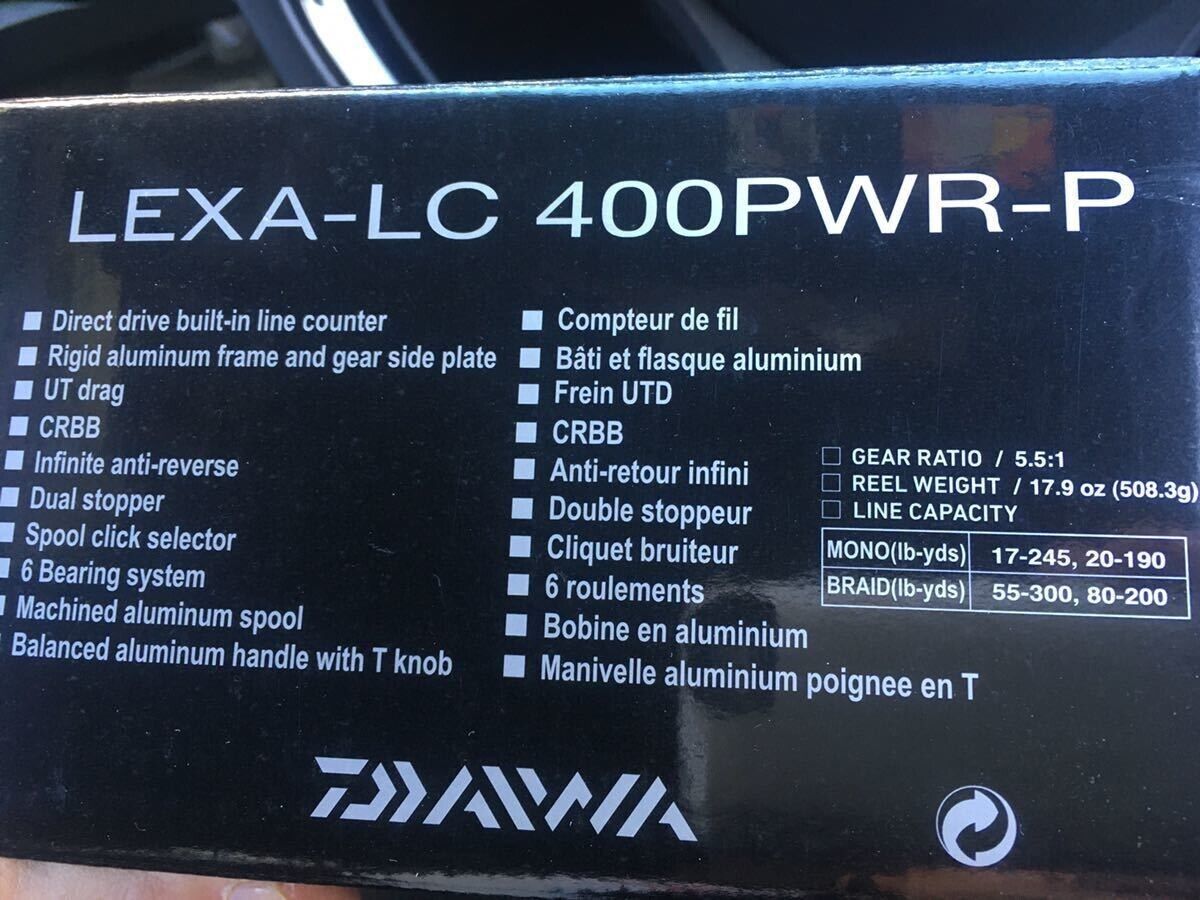 LEXA-LC 400PWR-P
■ Direct drive built-in line counter
■ Rigid aluminum frame and gear side plate
■ UT drag
■ CRBB
■ Infinite anti-reverse
■ Dual stopper
■ Spool click selector
■ 6 Bearing system
■ Machined aluminum spool
■ Balanced aluminum handle with T knob
■ Compteur de fil
■ Bâti et flasque aluminium
■ Frein UTD
■ CRBB
■ Anti-retour infini
■ Double stoppeur
■ Cliquet bruiteur
■ 6 roulements
■ Bobine en aluminium
■ Manivelle aluminium poignee en T
□ GEAR RATIO / 5.5:1
□ REEL WEIGHT / 17.9 oz (508.3g)
□ LINE CAPACITY
MONO(lb-yds) 17-245, 20-190
BRAID(lb-yds) 55-300, 80-200
DAIWA